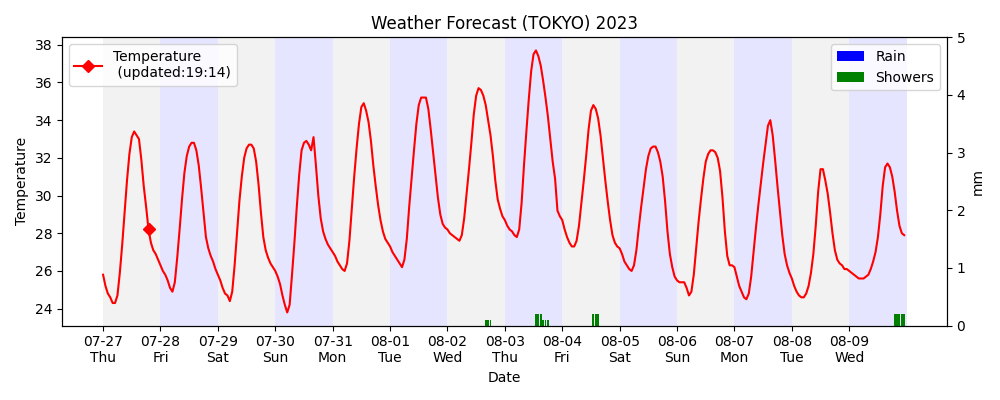 Weather Forecast (TOKYO) 2023
Temperature
(updated:19:14)
Rain
Showers
38
36
34
32
30
28
26
24
Temperature
5
4
3
2
1
0
mm
07-27 07-28 07-29 07-30 07-31 08-01 08-02 08-03 08-04 08-05 08-06 08-07 08-08 08-09
Thu Fri Sat Sun Mon Tue Wed Thu Fri Sat Sun Mon Tue Wed
Date